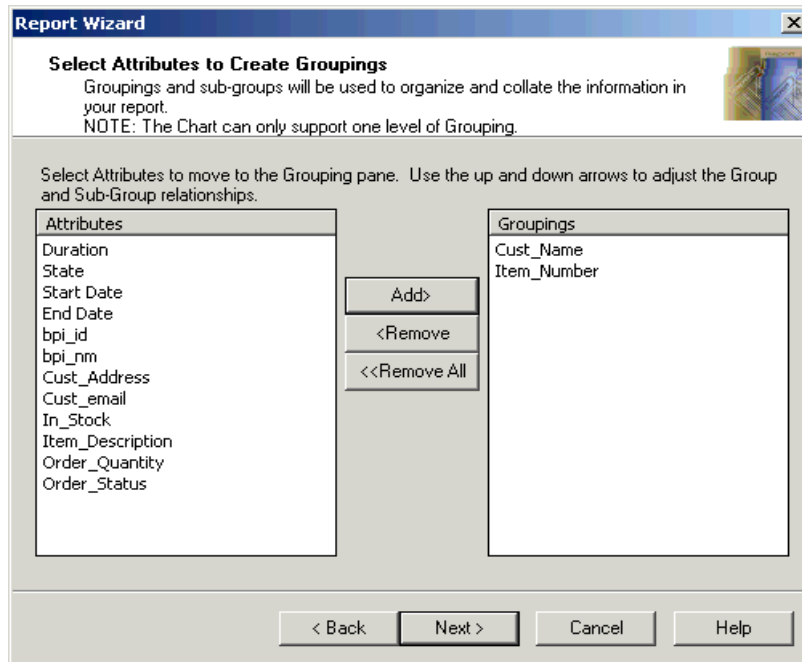 Report Wizard
Select Attributes to Create Groupings
Groupings and sub-groups will be used to organize and collate the information in
your report.
NOTE: The Chart can only support one level of Grouping.
Select Attributes to move to the Grouping pane. Use the up and down arrows to adjust the Group
and Sub-Group relationships.
Attributes
Duration
State
Start Date
End Date
bpi_id
bpi_nm
Cust_Address
Cust_email
In_Stock
Item_Description
Order_Quantity
Order_Status
Add>
<Remove
<<Remove All
Groupings
Cust_Name
Item_Number
< Back
Next >
Cancel
Help